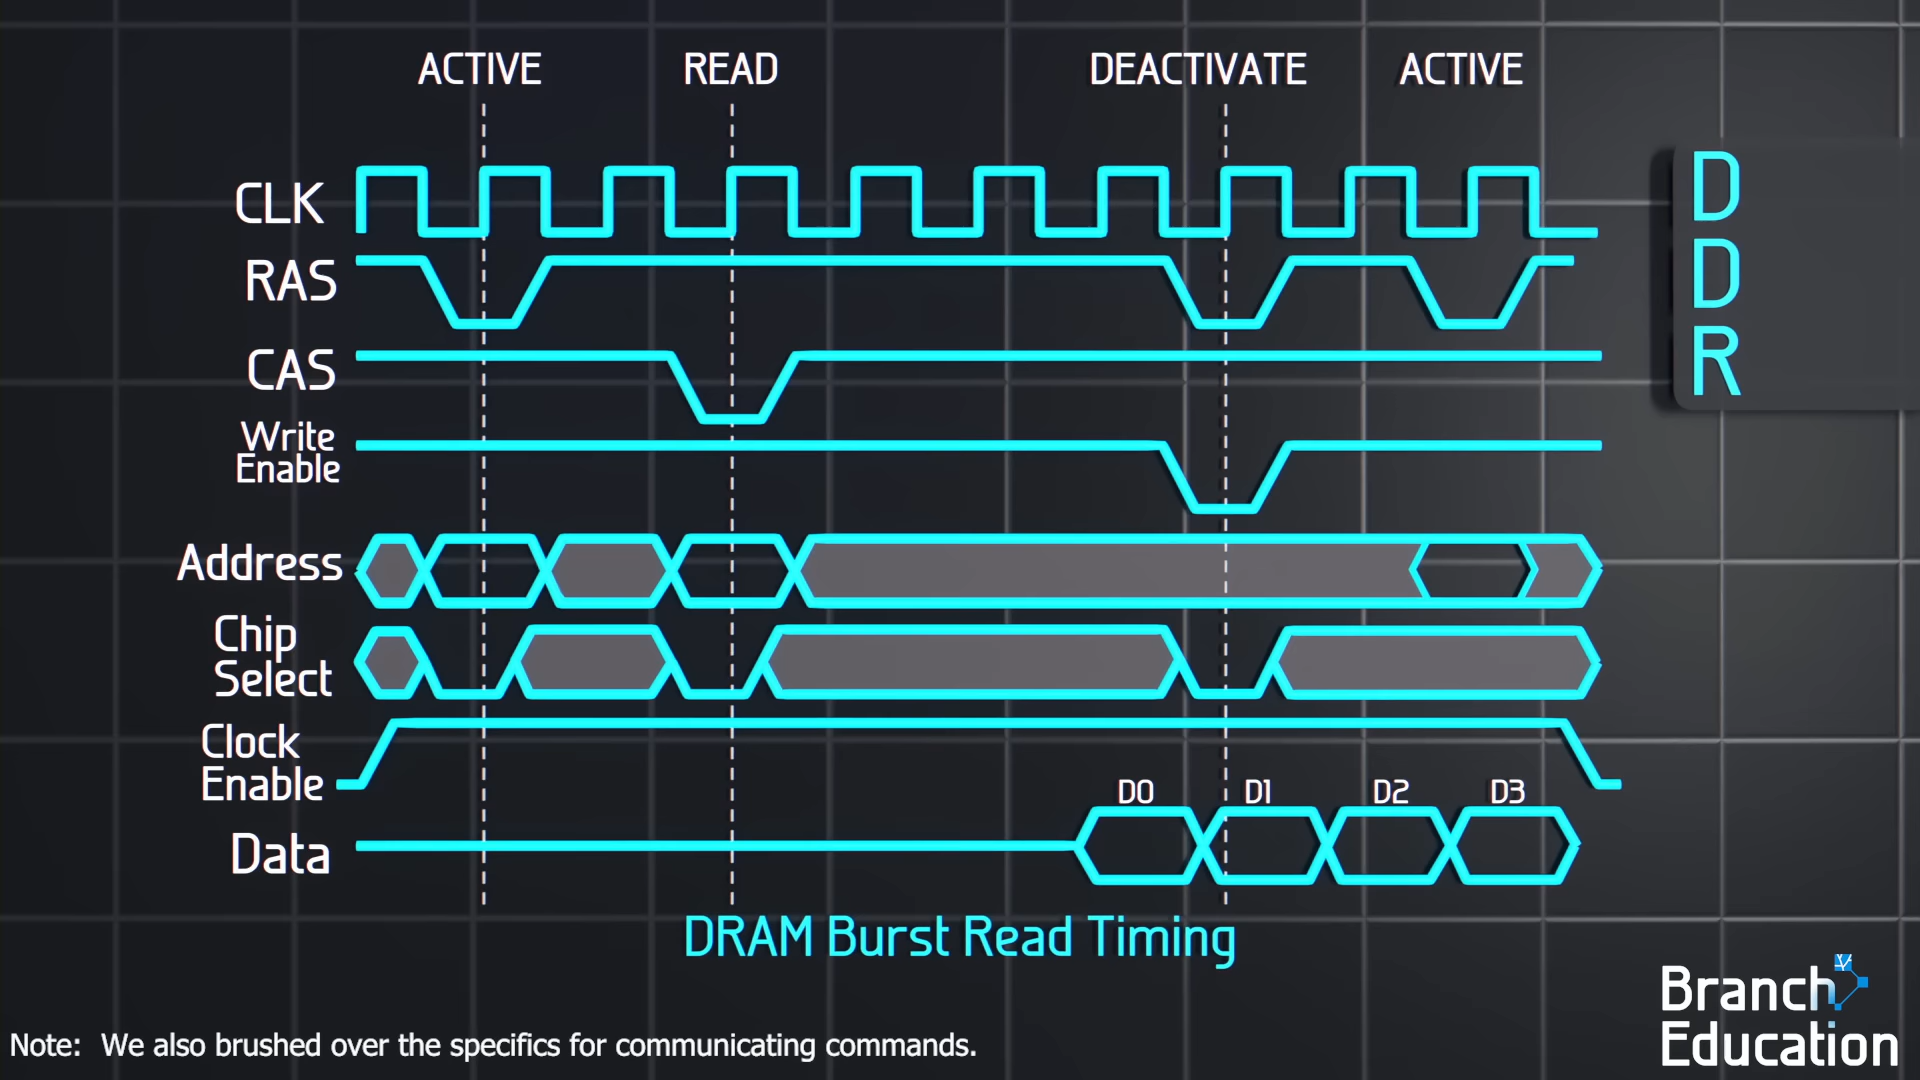 ACTIVE READ DEACTIVATE ACTIVE
CLK
RAS
CAS
Write
Enable
Address
Chip
Select
Clock
Enable
D0 D1 D2 D3
Data
DRAM Burst Read Timing
D
D
R
Branch
Education
Note: We also brushed over the specifics for communicating commands.